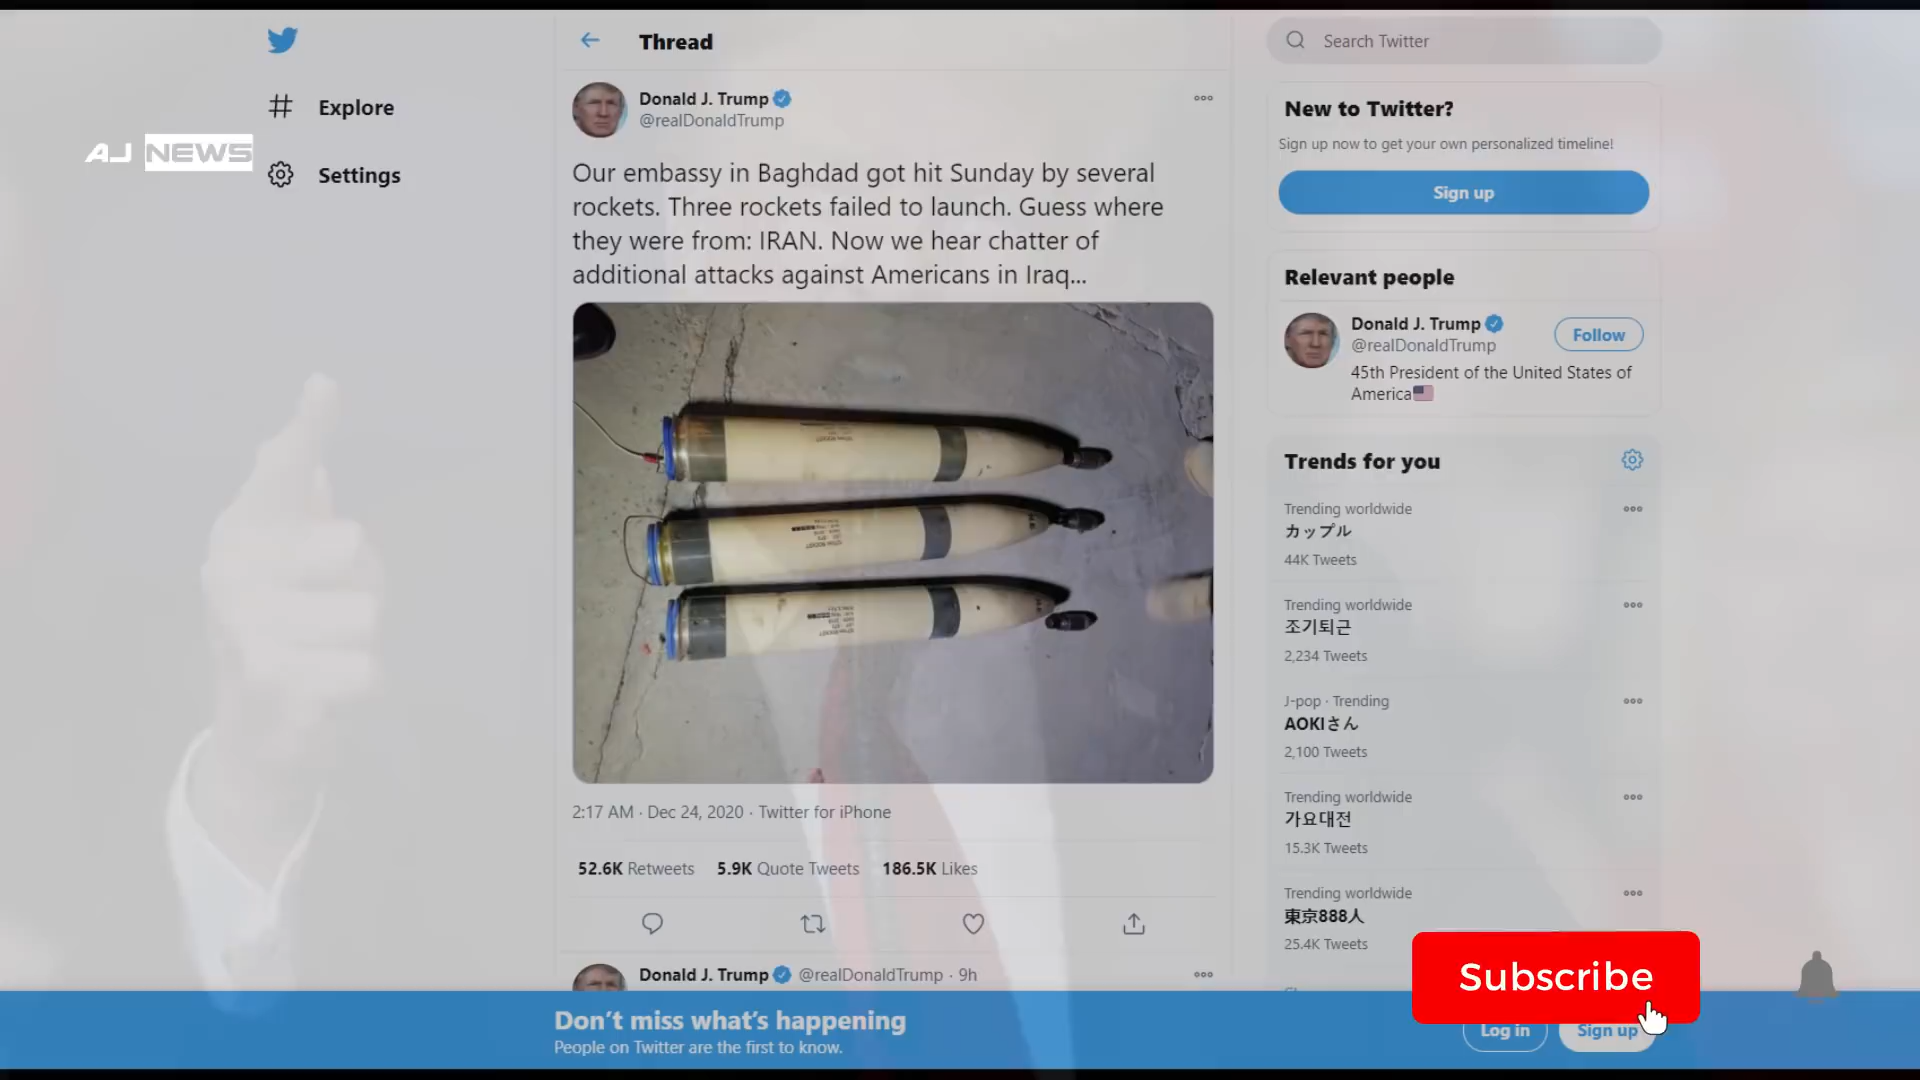 Thread
Search Twitter
Explore
Settings
AJ NEWS
Donald J. Trump
@realDonaldTrump
Our embassy in Baghdad got hit Sunday by several
rockets. Three rockets failed to launch. Guess where
they were from: IRAN. Now we hear chatter of
additional attacks against Americans in Iraq...
2:17 AM · Dec 24, 2020 · Twitter for iPhone
52.6K Retweets 5.9K Quote Tweets 186.5K Likes
Donald J. Trump @realDonaldTrump · 9h
New to Twitter?
Sign up now to get your own personalized timeline!
Sign up
Relevant people
Donald J. Trump
@realDonaldTrump
Follow
45th President of the United States of
America
Trends for you
Trending worldwide
カップル
44K Tweets
Trending worldwide
조기퇴근
2,234 Tweets
J-pop · Trending
AOKIさん
2,100 Tweets
Trending worldwide
가요대전
15.3K Tweets
Trending worldwide
東京888人
25.4K Tweets
Subscribe
Don't miss what's happening
People on Twitter are the first to know.
Log in
Sign up